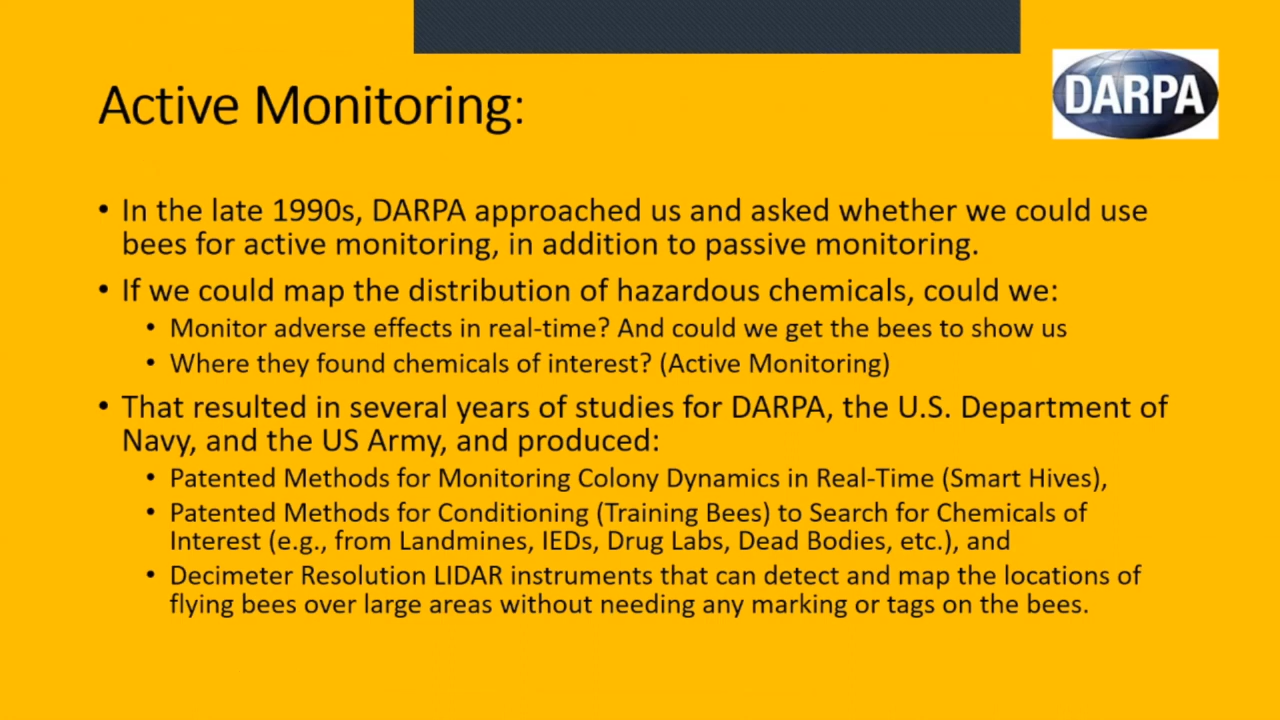 DARPA
Active Monitoring:
• In the late 1990s, DARPA approached us and asked whether we could use
bees for active monitoring, in addition to passive monitoring.
• If we could map the distribution of hazardous chemicals, could we:
• Monitor adverse effects in real-time? And could we get the bees to show us
• Where they found chemicals of interest? (Active Monitoring)
• That resulted in several years of studies for DARPA, the U.S. Department of
Navy, and the US Army, and produced:
• Patented Methods for Monitoring Colony Dynamics in Real-Time (Smart Hives),
• Patented Methods for Conditioning (Training Bees) to Search for Chemicals of
Interest (e.g., from Landmines, IEDs, Drug Labs, Dead Bodies, etc.), and
• Decimeter Resolution LIDAR instruments that can detect and map the locations of
flying bees over large areas without needing any marking or tags on the bees.